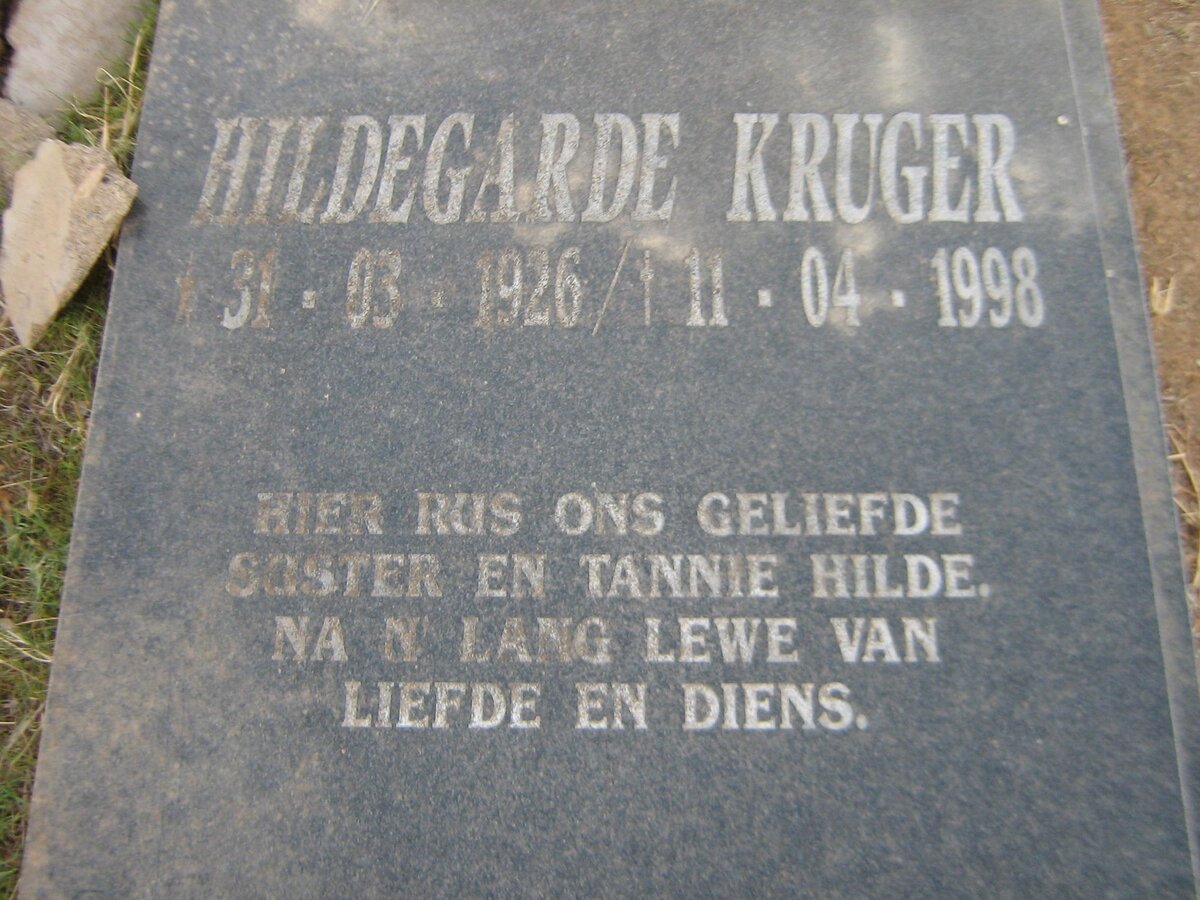 HILDEGARDE KRUGER
* 31 - 03 - 1926 / † 11 - 04 - 1998
HIER RUS ONS GELIEFDE
SUSTER EN TANNIE HILDE.
NA N' LANG LEWE VAN
LIEFDE EN DIENS.